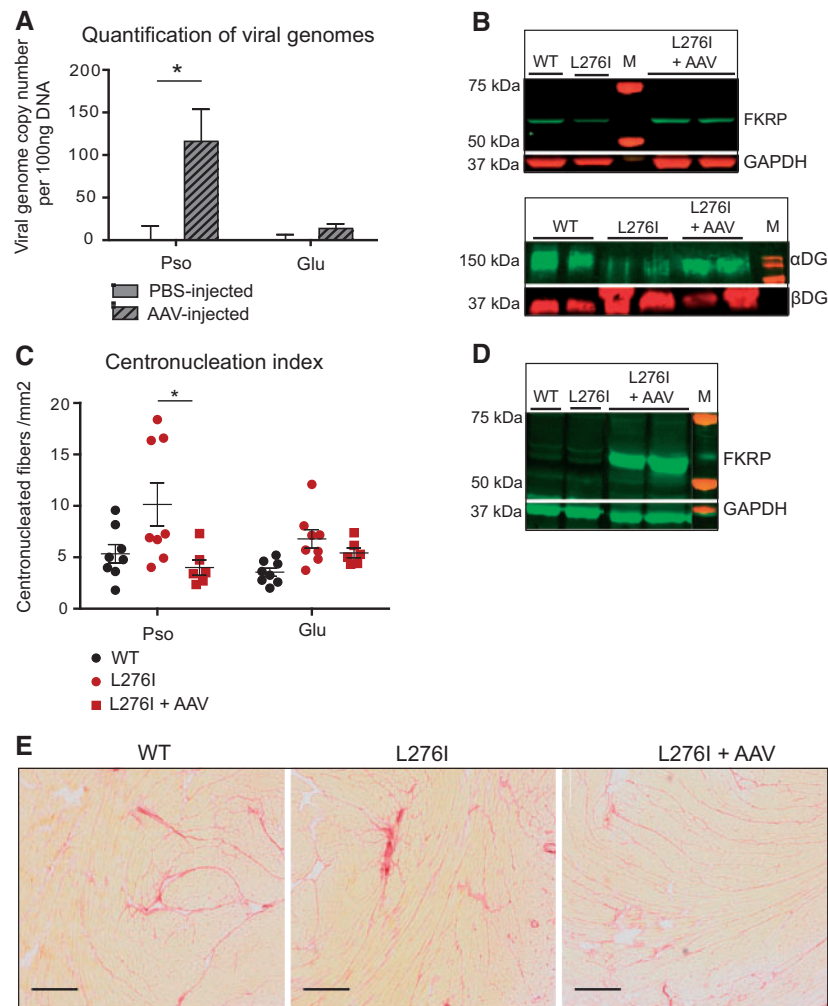 A
Quantification of viral genomes
Viral genome copy number
per 100ng DNA
200
150
100
50
0
*
Pso
Glu
PBS-injected
AAV-injected
B
WT
L276I
M
L276I
+ AAV
75 kDa
50 kDa
37 kDa
FKRP
GAPDH
WT
L276I
L276I
+ AAV
M
150 kDa
37 kDa
αDG
βDG
C
Centronucleation index
Centronucleated fibers /mm2
20
15
10
5
0
*
Pso
Glu
WT
L276I
L276I + AAV
D
WT
L276I
L276I
+ AAV
M
75 kDa
50 kDa
37 kDa
FKRP
GAPDH
E
WT
L276I
L276I + AAV